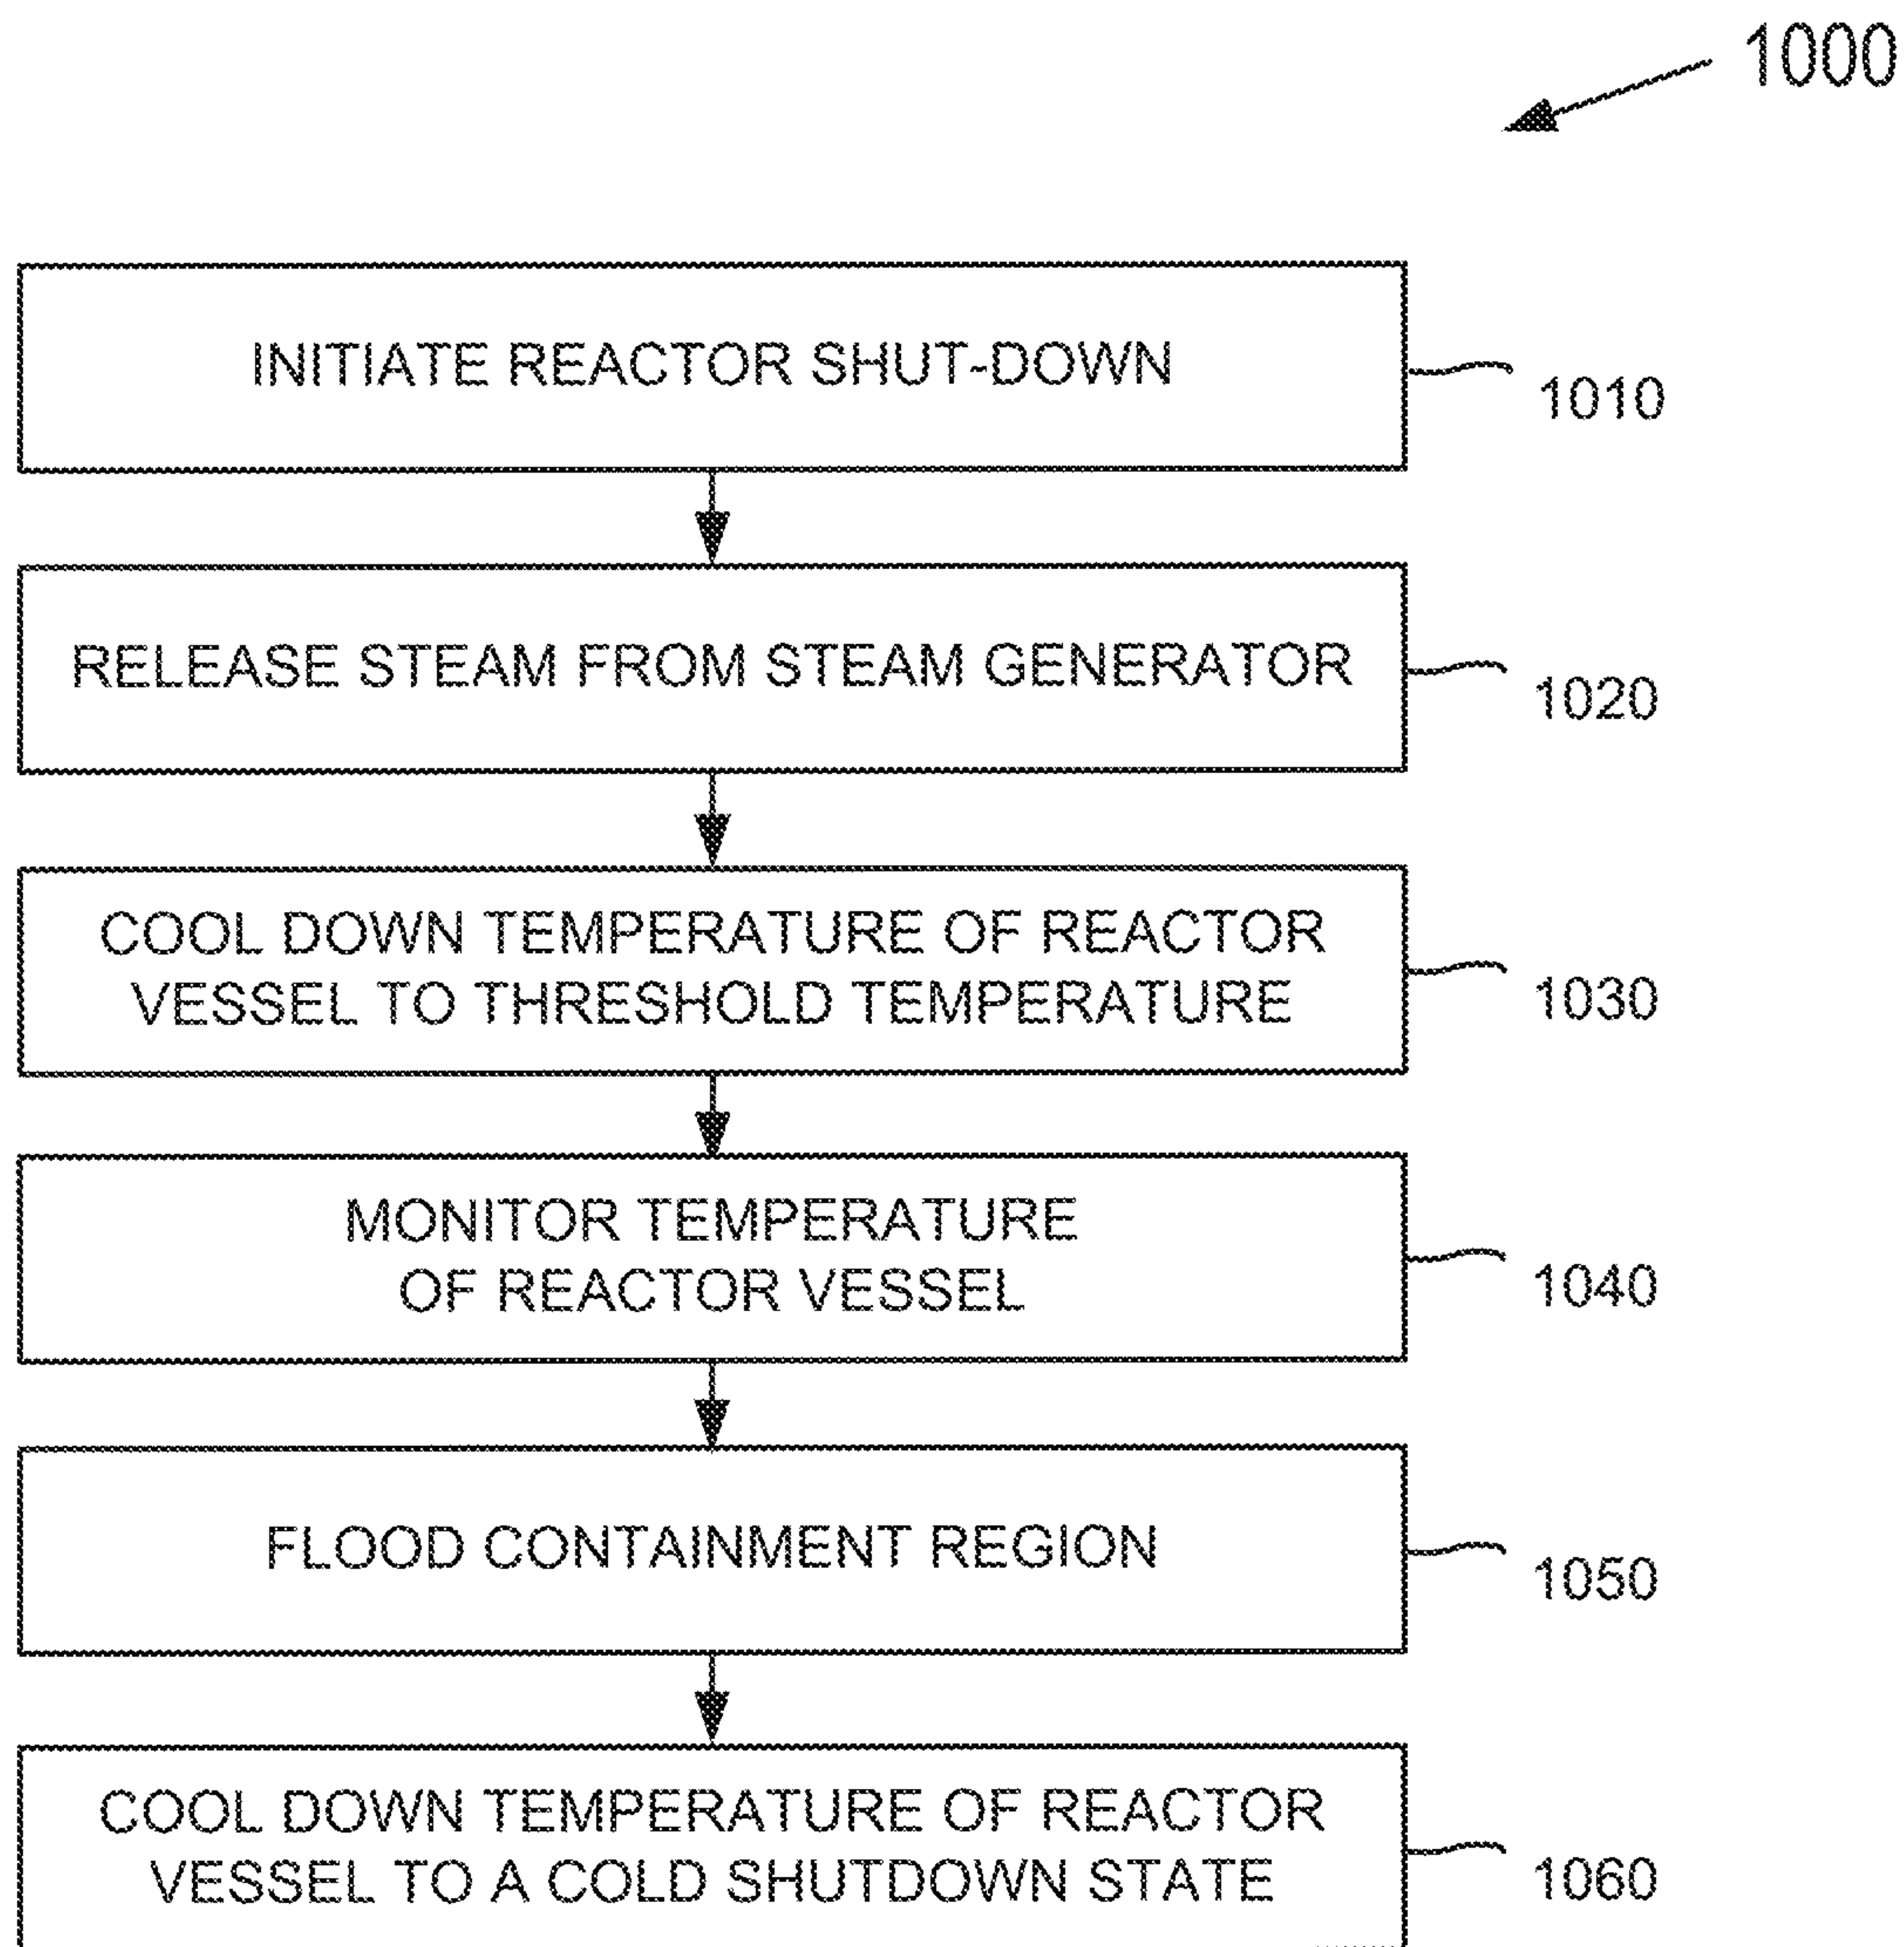 1000
INITIATE REACTOR SHUT-DOWN
1010
RELEASE STEAM FROM STEAM GENERATOR
1020
COOL DOWN TEMPERATURE OF REACTOR
VESSEL TO THRESHOLD TEMPERATURE
1030
MONITOR TEMPERATURE
OF REACTOR VESSEL
1040
FLOOD CONTAINMENT REGION
1050
COOL DOWN TEMPERATURE OF REACTOR
VESSEL TO A COLD SHUTDOWN STATE
1060